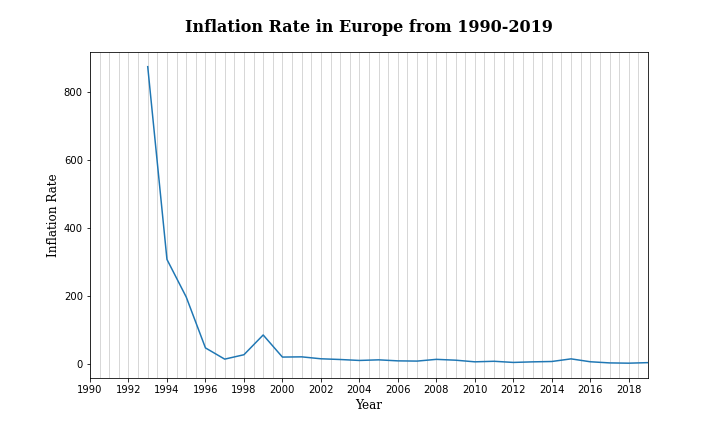 Inflation Rate in Europe from 1990-2019
800
600
400
200
0
Inflation Rate
1990 1992 1994 1996 1998 2000 2002 2004 2006 2008 2010 2012 2014 2016 2018
Year